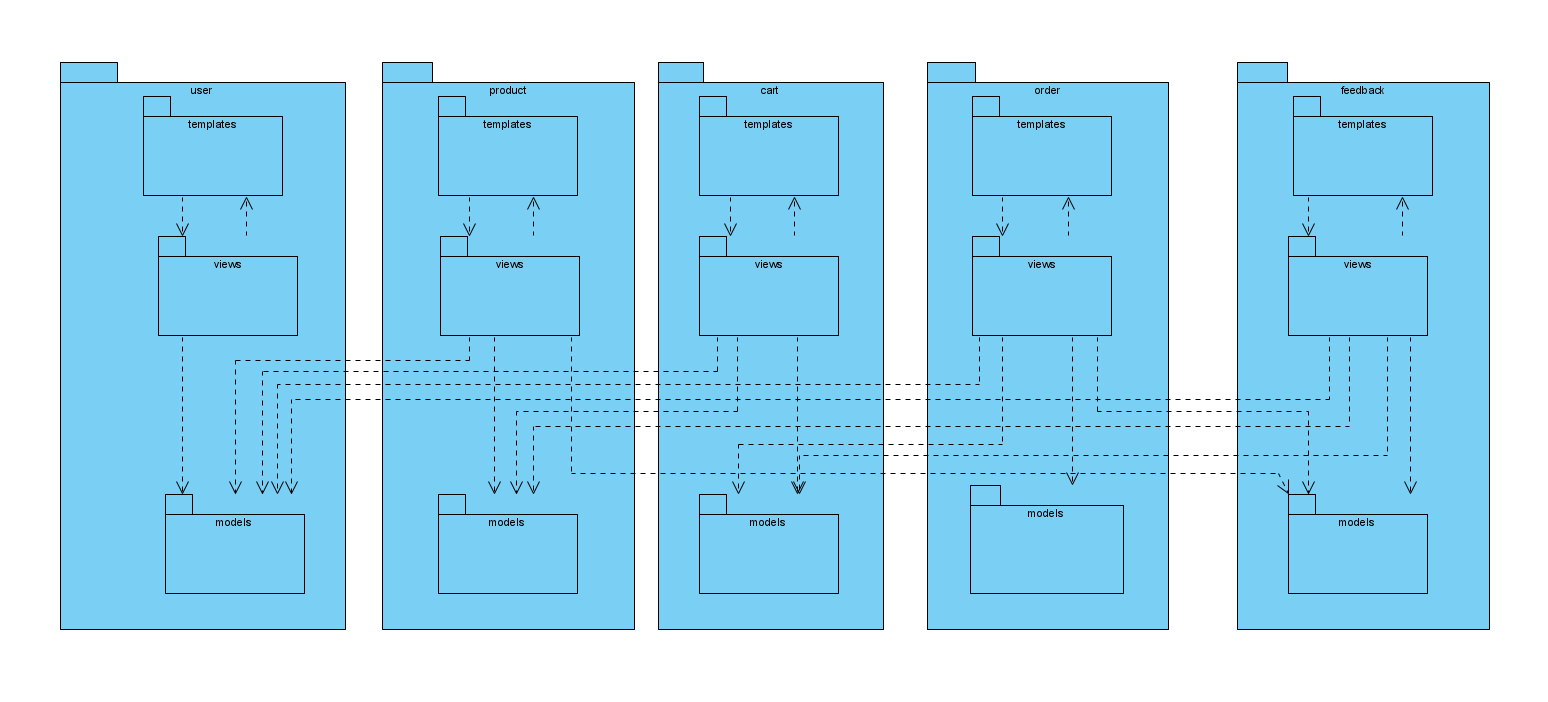 user
product
cart
order
feedback
templates
templates
templates
templates
templates
views
views
views
views
views
models
models
models
models
models